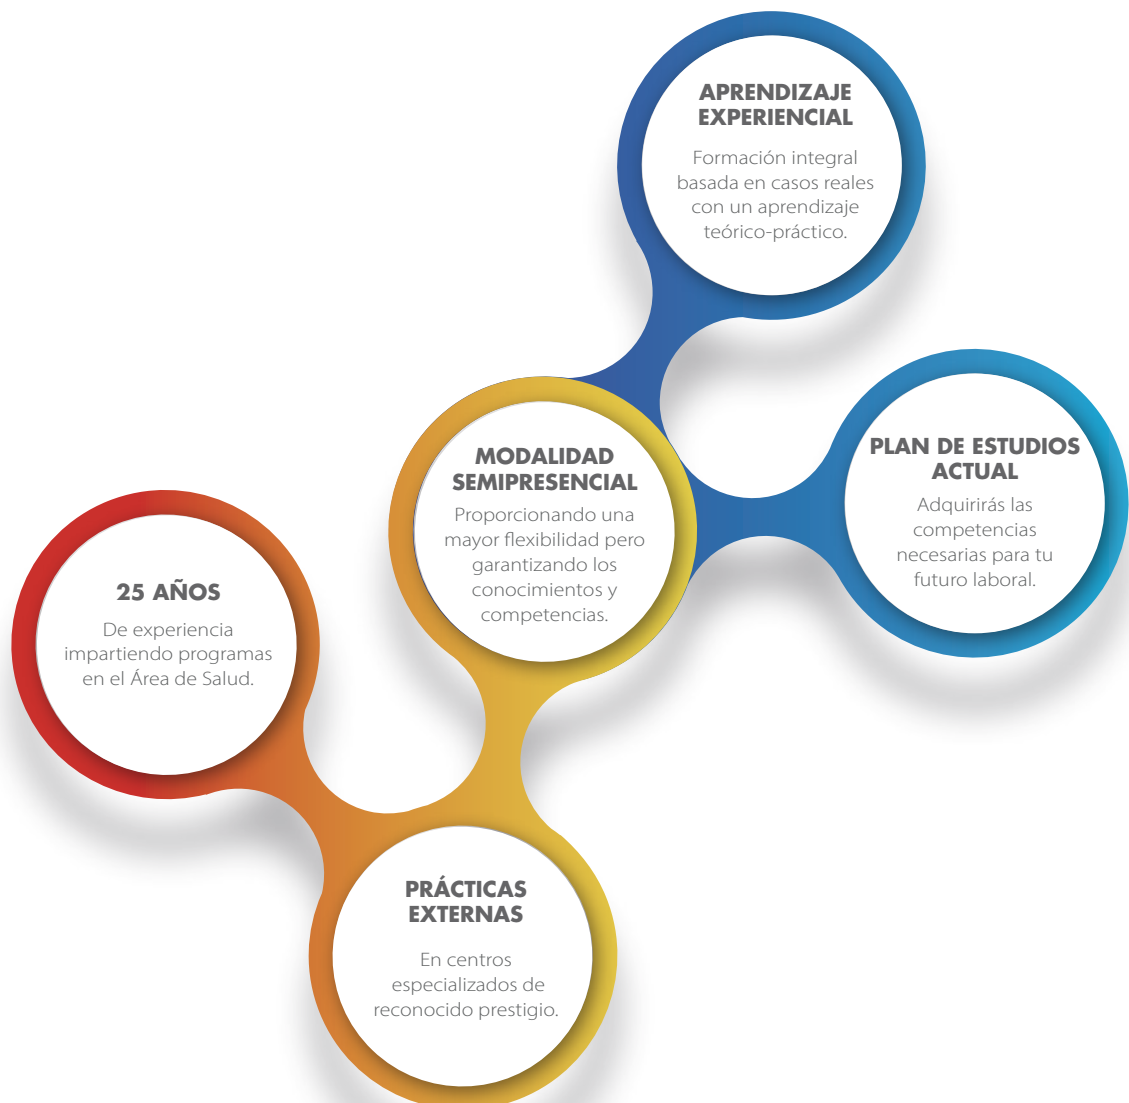 APRENDIZAJE
EXPERIENCIAL
Formación integral
basada en casos reales
con un aprendizaje
teórico-práctico.
PLAN DE ESTUDIOS
ACTUAL
Adquirirás las
competencias
necesarias para tu
futuro laboral.
MODALIDAD
SEMIPRESENCIAL
Proporcionando una
mayor flexibilidad pero
garantizando los
conocimientos y
competencias.
25 AÑOS
De experiencia
impartiendo programas
en el Área de Salud.
PRÁCTICAS
EXTERNAS
En centros
especializados de
reconocido prestigio.